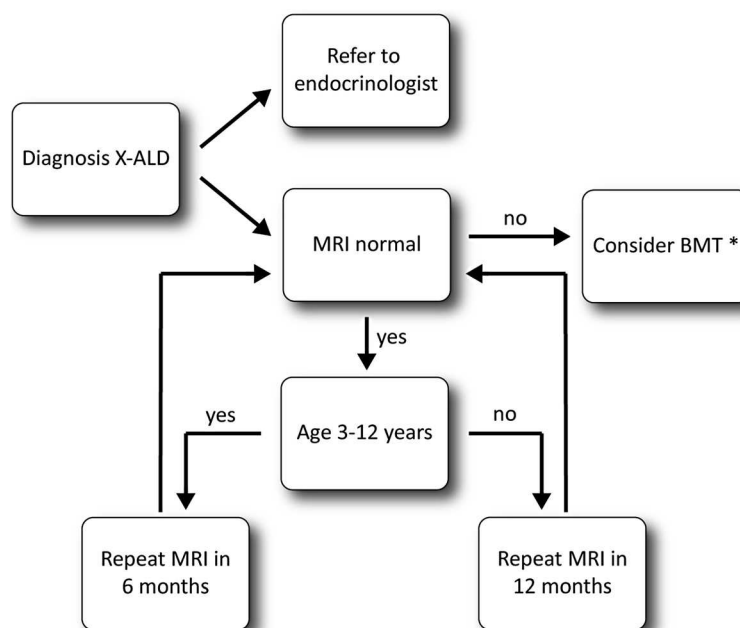 Refer to
endocrinologist
Diagnosis X-ALD
MRI normal
no
Consider BMT *
yes
yes
Age 3-12 years
no
Repeat MRI in
6 months
Repeat MRI in
12 months